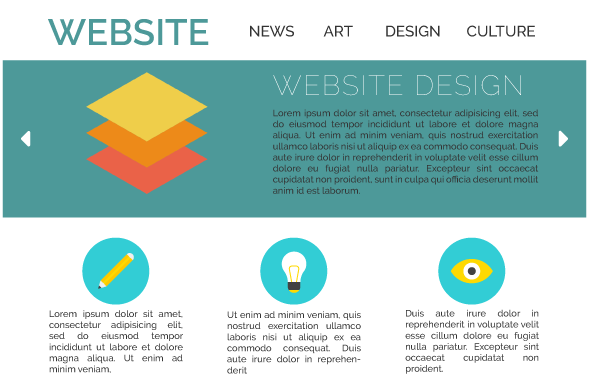 WEBSITE
NEWS ART DESIGN CULTURE
WEBSITE DESIGN
Lorem ipsum dolor sit amet, consectetur adipisicing elit, sed
do eiusmod tempor incididunt ut labore et dolore magna
aliqua. Ut enim ad minim veniam, quis nostrud exercitation
ullamco laboris nisi ut aliquip ex ea commodo consequat. Duis
aute irure dolor in reprehenderit in voluptate velit esse cillum
dolore eu fugiat nulla pariatur. Excepteur sint occaecat
cupidatat non proident, sunt in culpa qui officia deserunt mollit
anim id est laborum.
Lorem ipsum dolor sit amet,
consectetur adipisicing elit,
sed do eiusmod tempor
incididunt ut labore et dolore
magna aliqua. Ut enim ad
minim veniam,
Ut enim ad minim veniam, quis
nostrud exercitation ullamco
laboris nisi ut aliquip ex ea
commodo consequat. Duis
aute irure dolor in reprehen-
derit
Duis aute irure dolor in
reprehenderit in voluptate velit
esse cillum dolore eu fugiat
nulla pariatur. Excepteur sint
occaecat cupidatat non
proident.